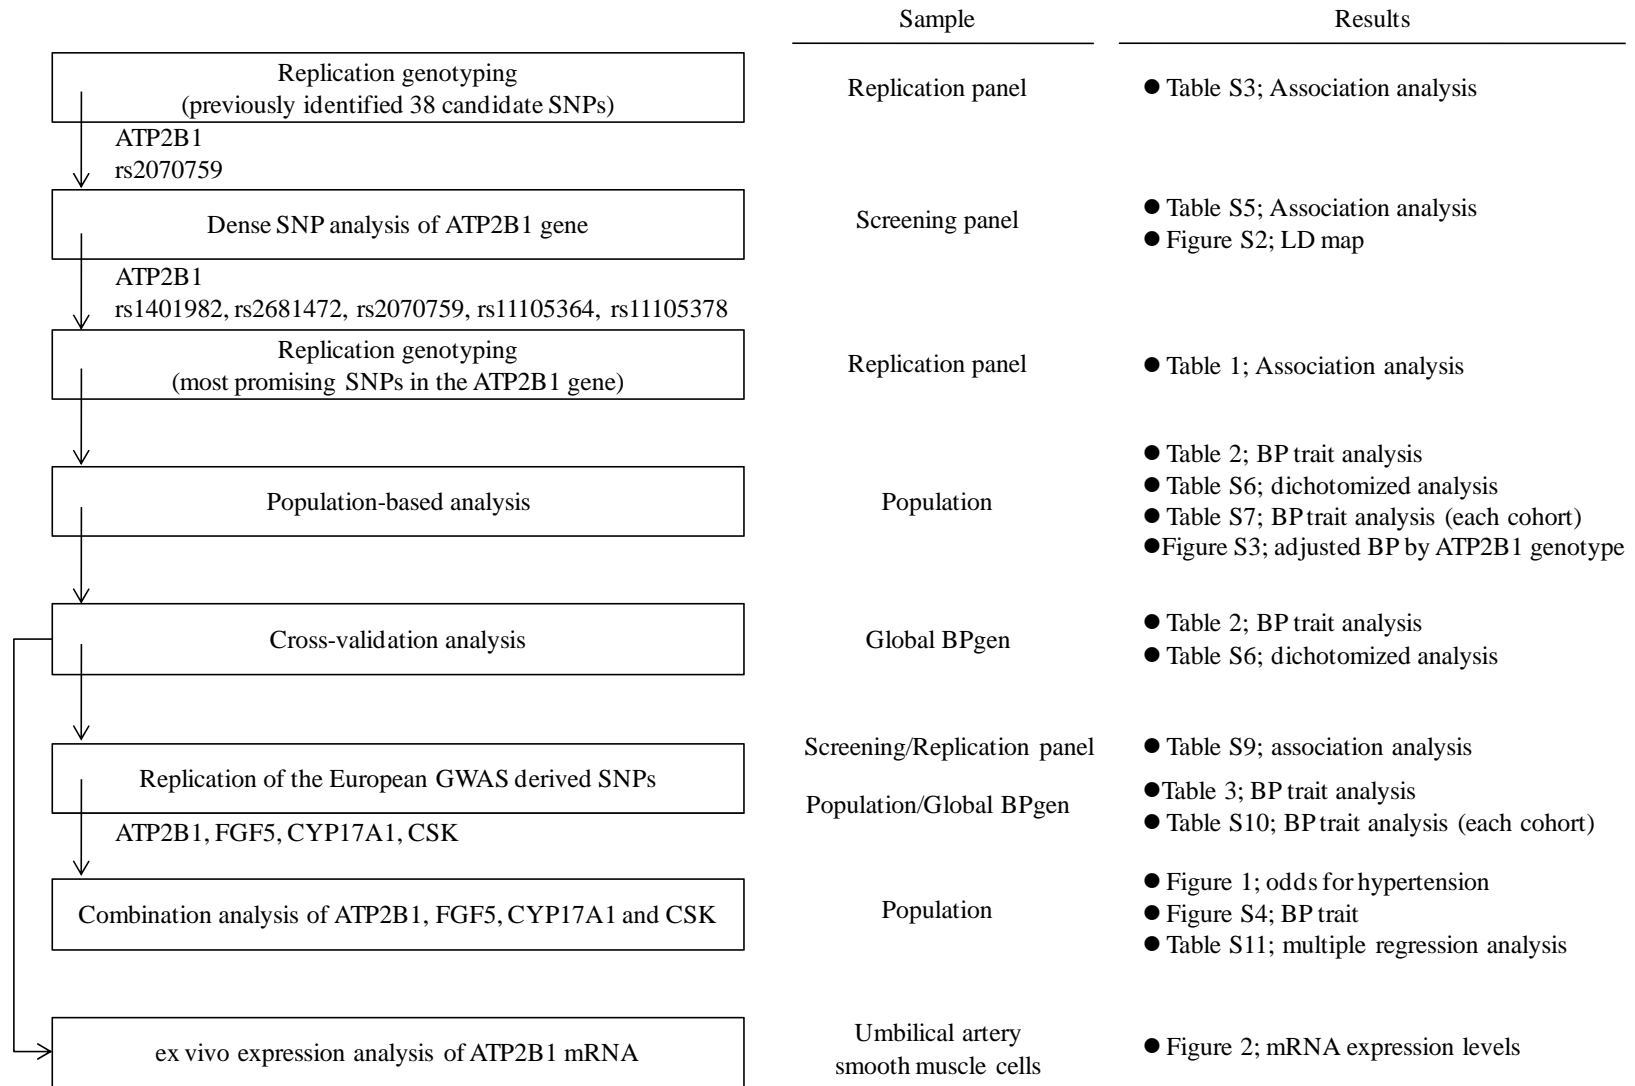 Sample
Results
Replication genotyping
(previously identified 38 candidate SNPs)
Replication panel
● Table S3; Association analysis
ATP2B1
rs2070759
Dense SNP analysis of ATP2B1 gene
Screening panel
● Table S5; Association analysis
● Figure S2; LD map
ATP2B1
rs1401982, rs2681472, rs2070759, rs11105364, rs11105378
Replication genotyping
(most promising SNPs in the ATP2B1 gene)
Replication panel
● Table 1; Association analysis
Population-based analysis
Population
● Table 2; BP trait analysis
● Table S6; dichotomized analysis
● Table S7; BP trait analysis (each cohort)
●Figure S3; adjusted BP by ATP2B1 genotype
Cross-validation analysis
Global BPgen
● Table 2; BP trait analysis
● Table S6; dichotomized analysis
Replication of the European GWAS derived SNPs
Screening/Replication panel
● Table S9; association analysis
Population/Global BPgen
●Table 3; BP trait analysis
● Table S10; BP trait analysis (each cohort)
ATP2B1, FGF5, CYP17A1, CSK
Combination analysis of ATP2B1, FGF5, CYP17A1 and CSK
Population
● Figure 1; odds for hypertension
● Figure S4; BP trait
● Table S11; multiple regression analysis
ex vivo expression analysis of ATP2B1 mRNA
Umbilical artery
smooth muscle cells
● Figure 2; mRNA expression levels